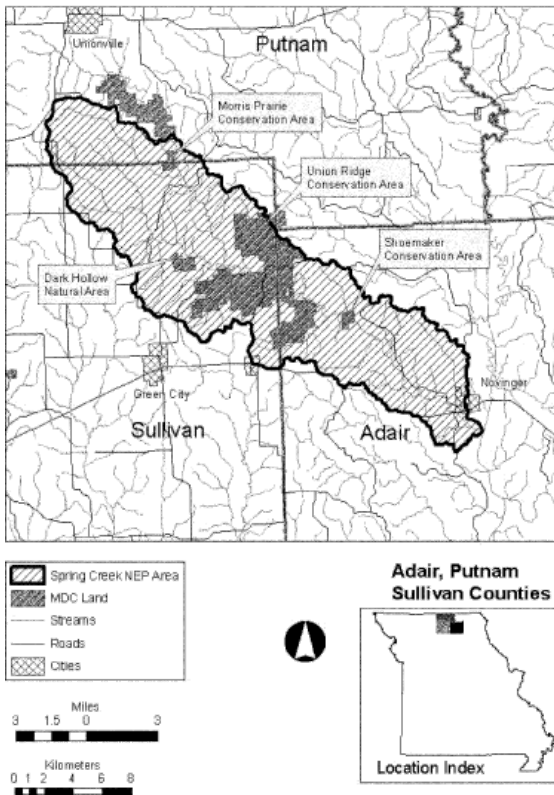 Unionville
Putnam
Morris Prairie
Conservation Area
Union Ridge
Conservation Area
Shoemaker
Conservation Area
Dark Hollow
Natural Area
Green City
Novinger
Sullivan
Adair
Spring Creek NEP Area
MDC Land
Streams
Roads
Cities
Adair, Putnam
Sullivan Counties
Location Index
Miles
3 1.5 0 3
Kilometers
0 1 2 4 6 8